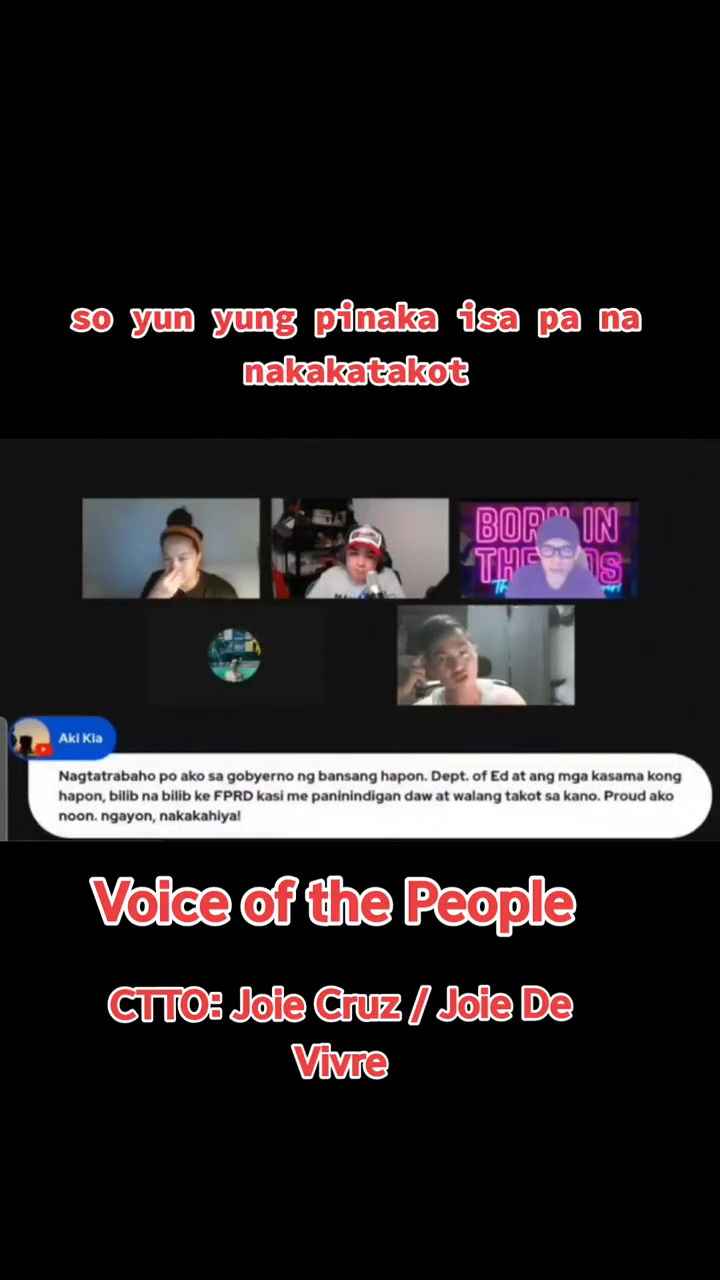 so yun yung pinaka isa pa na
nakakatakot
BORN IN
Aki Kia
Nagtatrabaho po ako sa gobyerno ng bansang hapon. Dept. of Ed at ang mga kasama kong
hapon, bilib na bilib ke FPRD kasi me paninindigan daw at walang takot sa kano. Proud ako
noon. ngayon, nakakahiya!
Voice of the People
CTTO: Joie Cruz / Joie De
Vivre